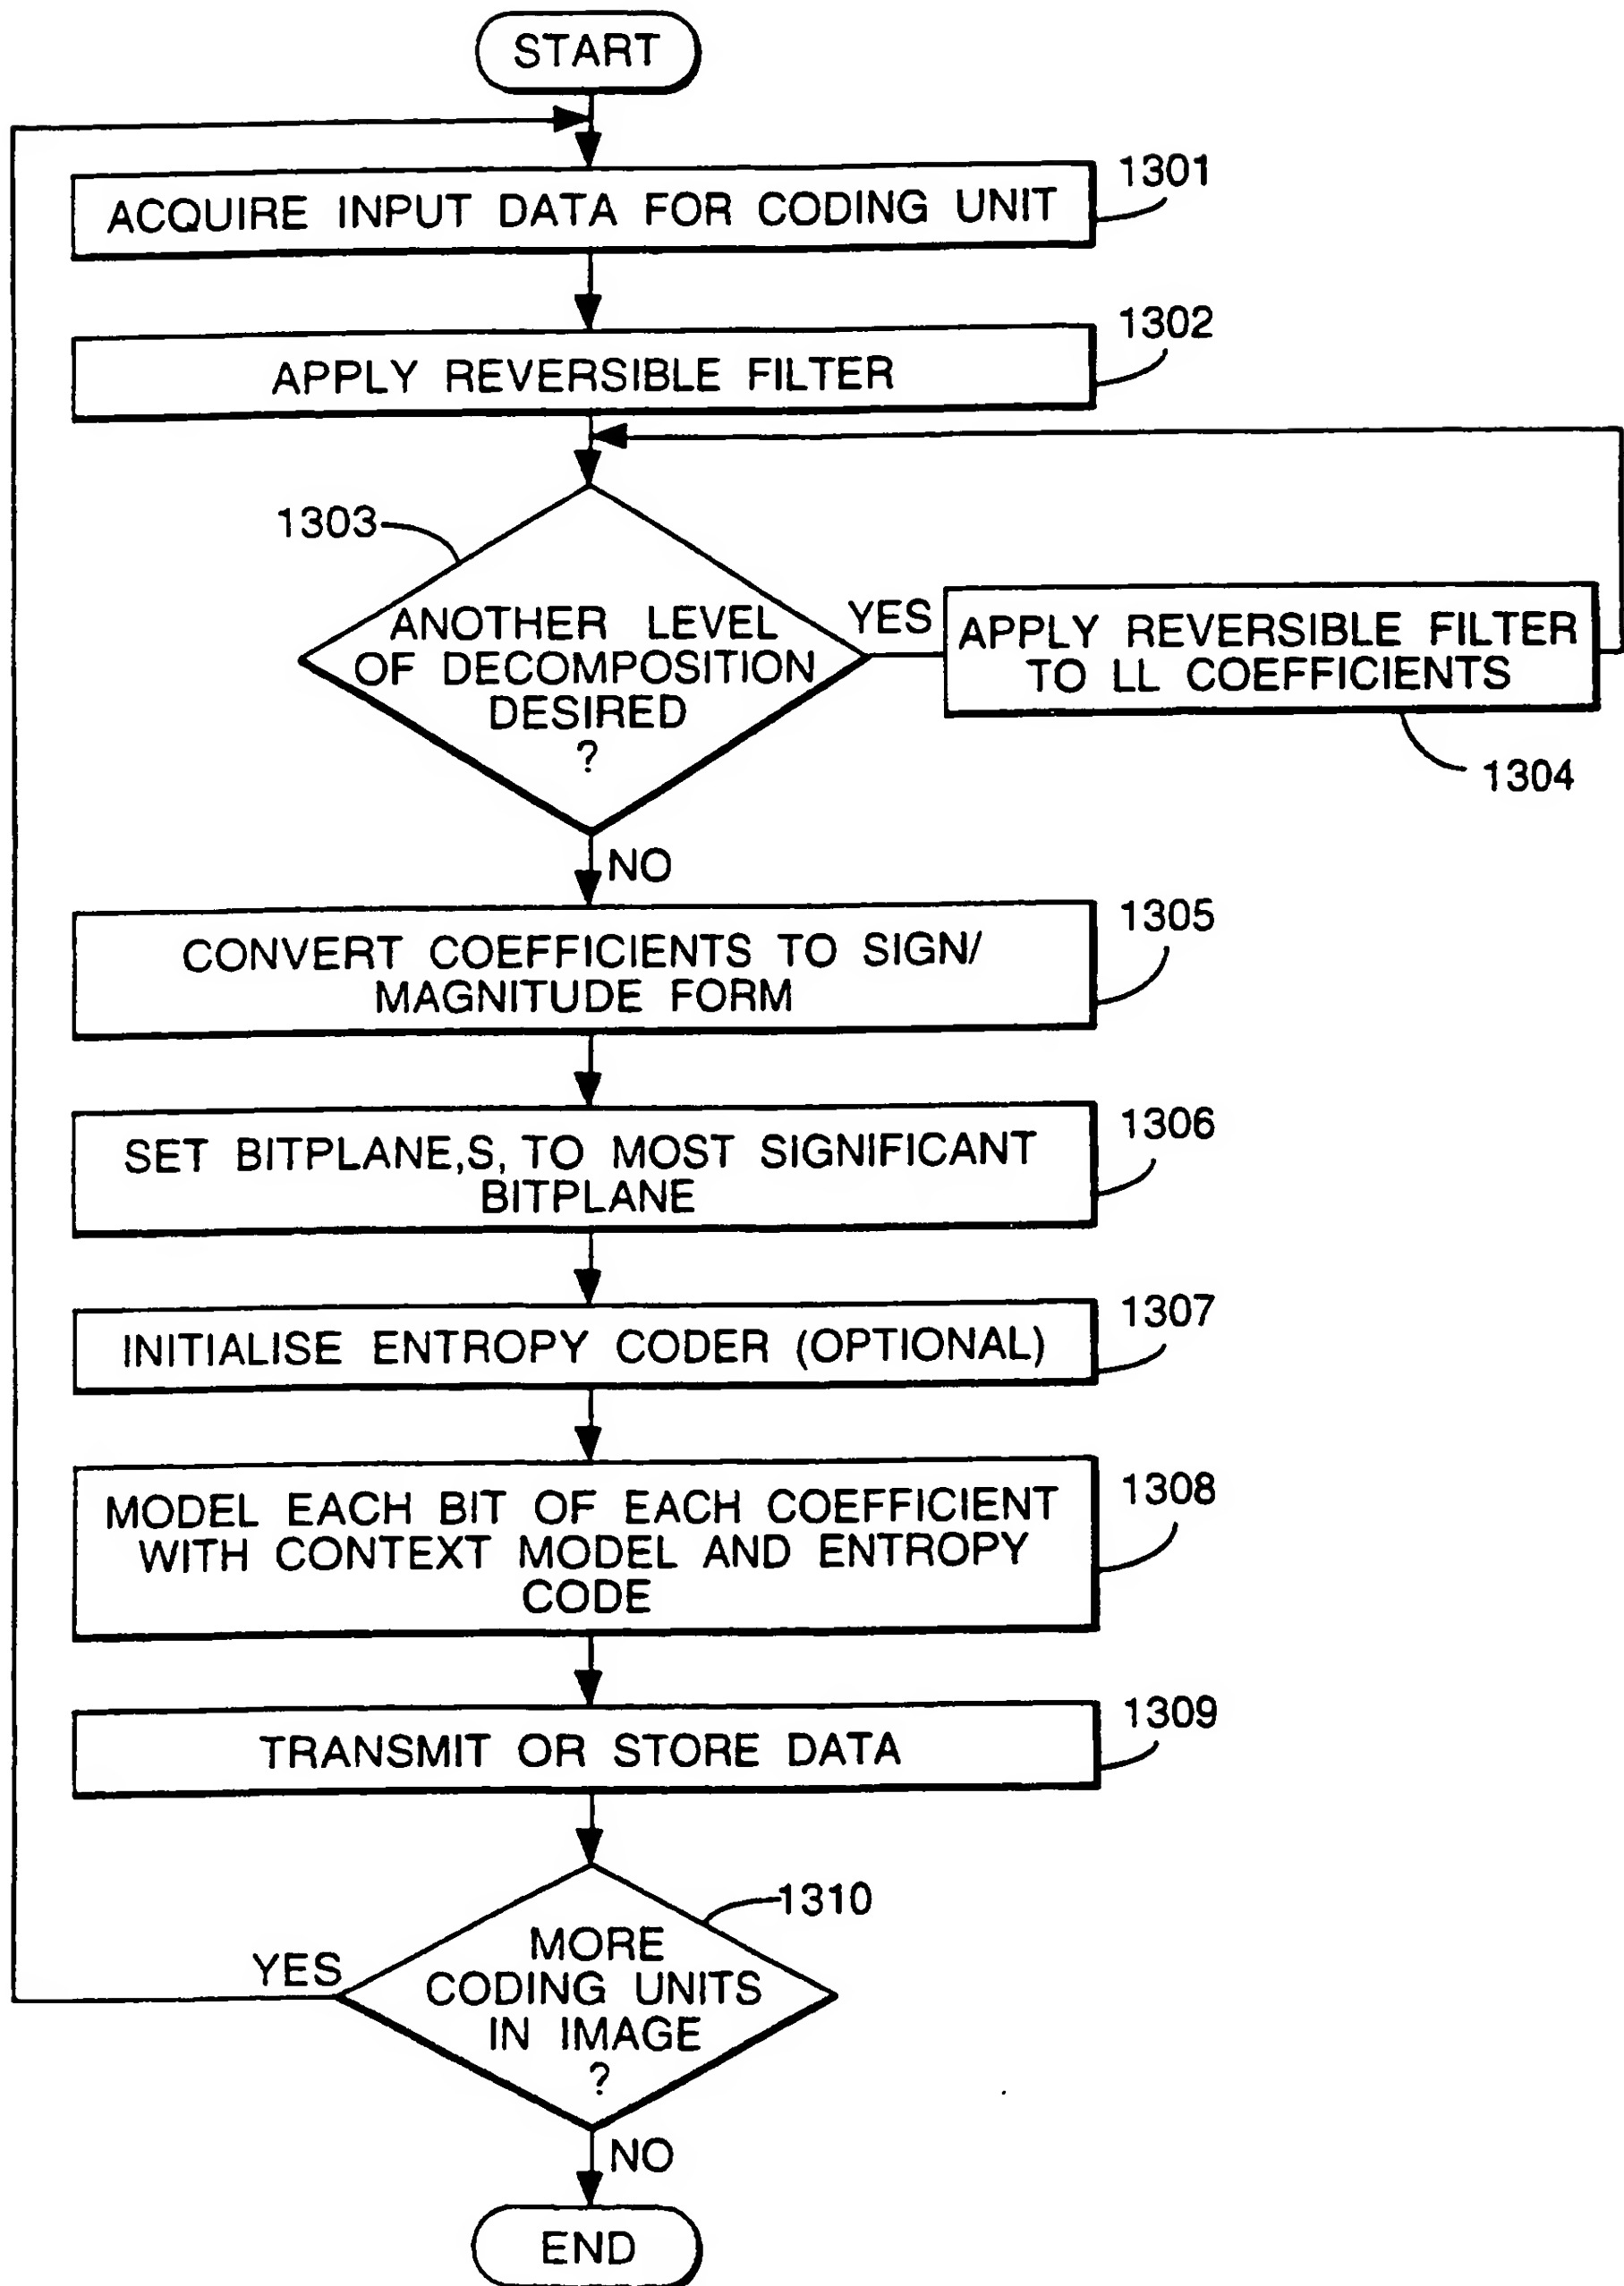 START
1301
ACQUIRE INPUT DATA FOR CODING UNIT
1302
APPLY REVERSIBLE FILTER
1303
ANOTHER LEVEL
OF DECOMPOSITION
DESIRED
?
YES
APPLY REVERSIBLE FILTER
TO LL COEFFICIENTS
1304
NO
1305
CONVERT COEFFICIENTS TO SIGN/
MAGNITUDE FORM
1306
SET BITPLANE,S, TO MOST SIGNIFICANT
BITPLANE
1307
INITIALISE ENTROPY CODER (OPTIONAL)
1308
MODEL EACH BIT OF EACH COEFFICIENT
WITH CONTEXT MODEL AND ENTROPY
CODE
1309
TRANSMIT OR STORE DATA
1310
MORE
CODING UNITS
IN IMAGE
?
YES
NO
END